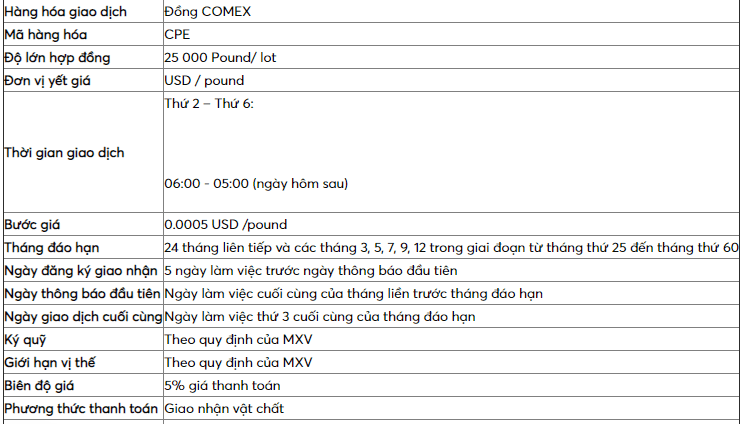 Hàng hóa giao dịch Đồng COMEX
Mã hàng hóa CPE
Độ lớn hợp đồng 25 000 Pound/ lot
Đơn vị yết giá USD / pound
Thời gian giao dịch Thứ 2 – Thứ 6:
06:00 - 05:00 (ngày hôm sau)
Bước giá 0.0005 USD /pound
Tháng đáo hạn 24 tháng liên tiếp và các tháng 3, 5, 7, 9, 12 trong giai đoạn từ tháng thứ 25 đến tháng thứ 60
Ngày đăng ký giao nhận 5 ngày làm việc trước ngày thông báo đầu tiên
Ngày thông báo đầu tiên Ngày làm việc cuối cùng của tháng liền trước tháng đáo hạn
Ngày giao dịch cuối cùng Ngày làm việc thứ 3 cuối cùng của tháng đáo hạn
Ký quỹ Theo quy định của MXV
Giới hạn vị thế Theo quy định của MXV
Biên độ giá 5% giá thanh toán
Phương thức thanh toán Giao nhận vật chất